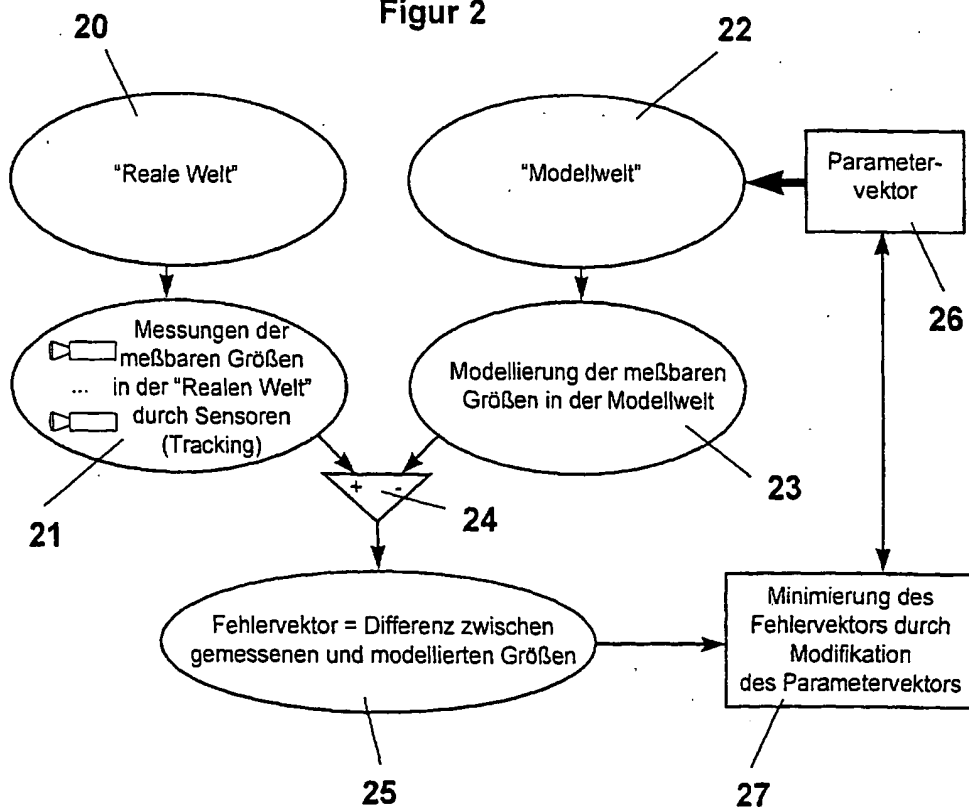 Figur 2
20
22
"Reale Welt"
"Modellwelt"
Parameter-
vektor
26
Messungen der
meßbaren Größen
... in der "Realen Welt"
durch Sensoren
(Tracking)
Modellierung der meßbaren
Größen in der Modellwelt
21
+ -
24
23
Fehlervektor = Differenz zwischen
gemessenen und modellierten Größen
Minimierung des
Fehlervektors durch
Modifikation
des Parametervektors
25
27